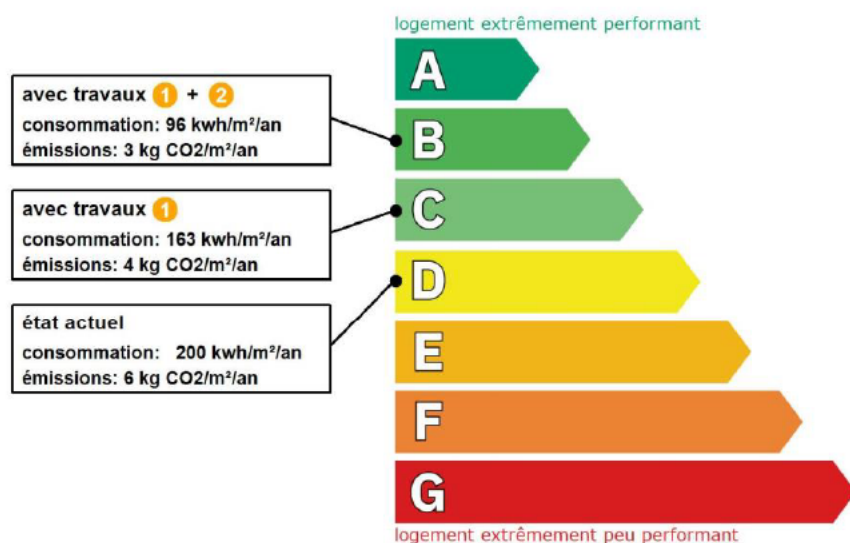 logement extrêmement performant
A
avec travaux 1 + 2
consommation: 96 kwh/m²/an
émissions: 3 kg CO2/m²/an
B
avec travaux 1
consommation: 163 kwh/m²/an
émissions: 4 kg CO2/m²/an
C
D
état actuel
consommation: 200 kwh/m²/an
émissions: 6 kg CO2/m²/an
E
F
G
logement extrêmement peu performant